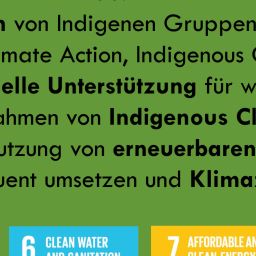 n von Indigenen Gruppen
mate Action, Indigenous
elle Unterstützung für w
ahmen von Indigenous Cl
utzung von erneuerbaren
uent umsetzen und Klima
6 CLEAN WATER
AND SANITATION
7 AFFORDABLE AN
CLEAN ENERGY